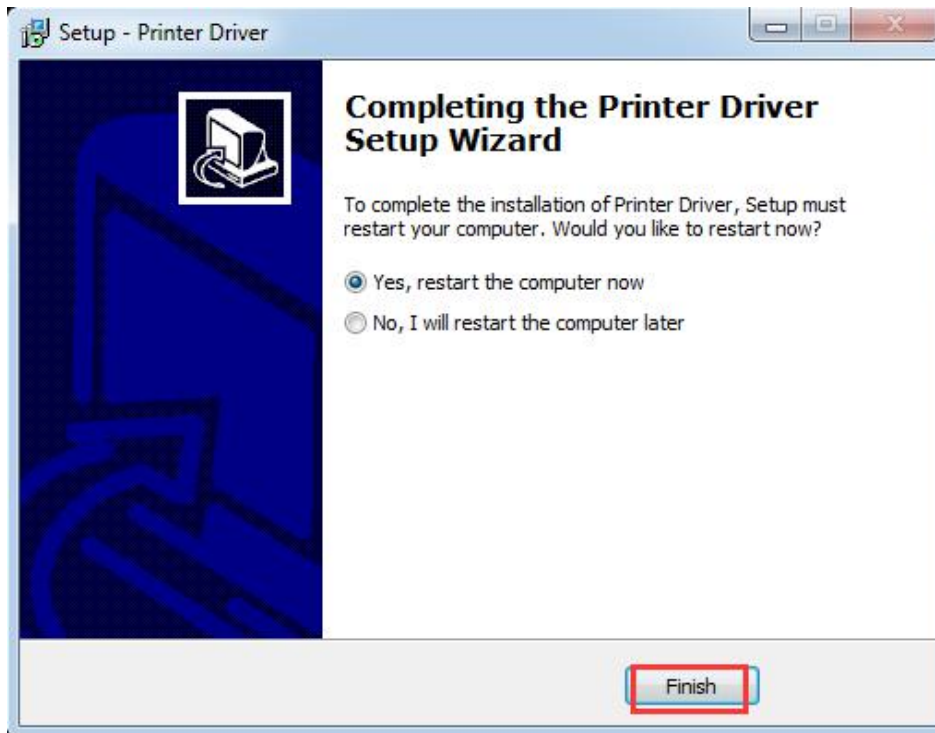 Setup - Printer Driver
Completing the Printer Driver
Setup Wizard
To complete the installation of Printer Driver, Setup must
restart your computer. Would you like to restart now?
Yes, restart the computer now
No, I will restart the computer later
Finish